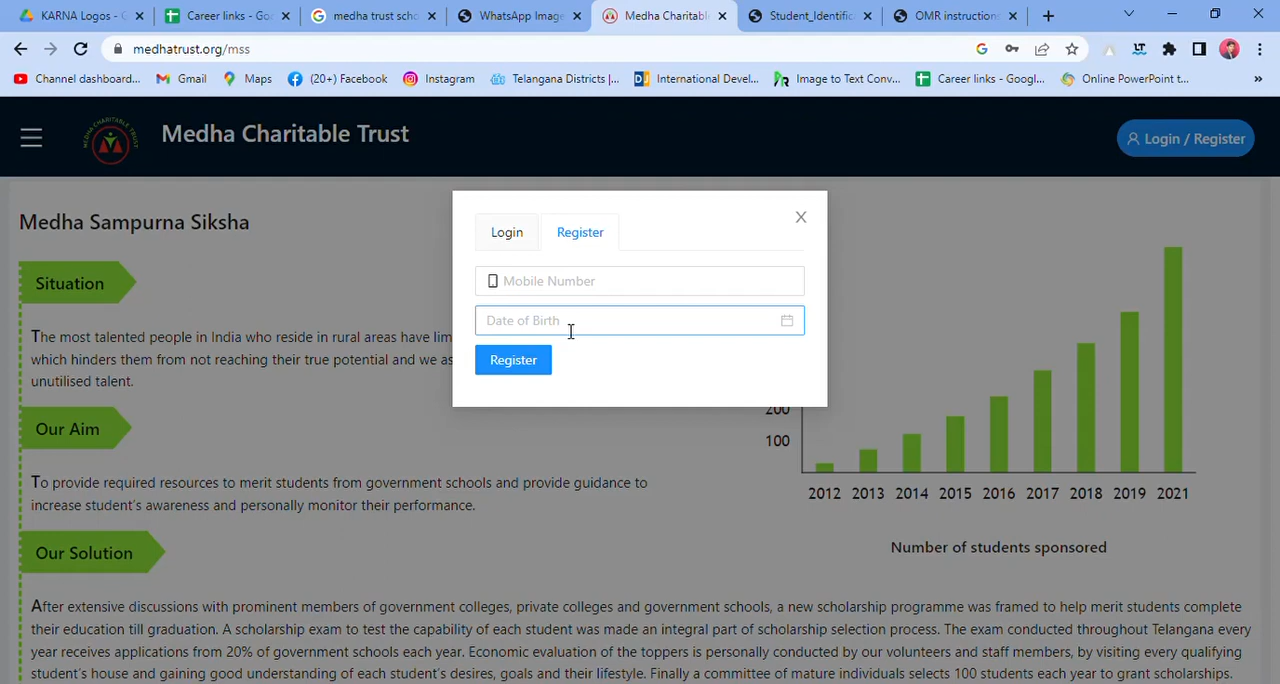 KARNA Logos - G
Career links - Goo
medha trust scho
WhatsApp Image
Medha Charitable
Student_Identific
OMR instructions
medhatrust.org/mss
Channel dashboard...
Gmail
Maps
(20+) Facebook
Instagram
Telangana Districts |...
International Devel...
Image to Text Conv...
Career links - Googl...
Online PowerPoint t...
Medha Charitable Trust
Login / Register
Medha Sampurna Siksha
Situation
The most talented people in India who reside in rural areas have lim
which hinders them from not reaching their true potential and we as
unutilised talent.
Our Aim
To provide required resources to merit students from government schools and provide guidance to
increase student's awareness and personally monitor their performance.
Our Solution
After extensive discussions with prominent members of government colleges, private colleges and government schools, a new scholarship programme was framed to help merit students complete
their education till graduation. A scholarship exam to test the capability of each student was made an integral part of scholarship selection process. The exam conducted throughout Telangana every
year receives applications from 20% of government schools each year. Economic evaluation of the toppers is personally conducted by our volunteers and staff members, by visiting every qualifying
student's house and gaining good understanding of each student's desires, goals and their lifestyle. Finally a committee of mature individuals selects 100 students each year to grant scholarships.
Login
Register
Mobile Number
Date of Birth
Register
200
100
2012 2013 2014 2015 2016 2017 2018 2019 2021
Number of students sponsored